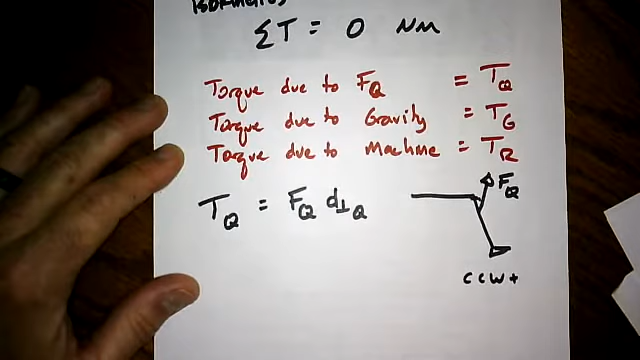 ΣT = 0 NM
Torque due to FQ = TQ
Torque due to Gravity = TG
Torque due to Machine = TR
TQ = FQ d⊥Q
FQ
CCW +